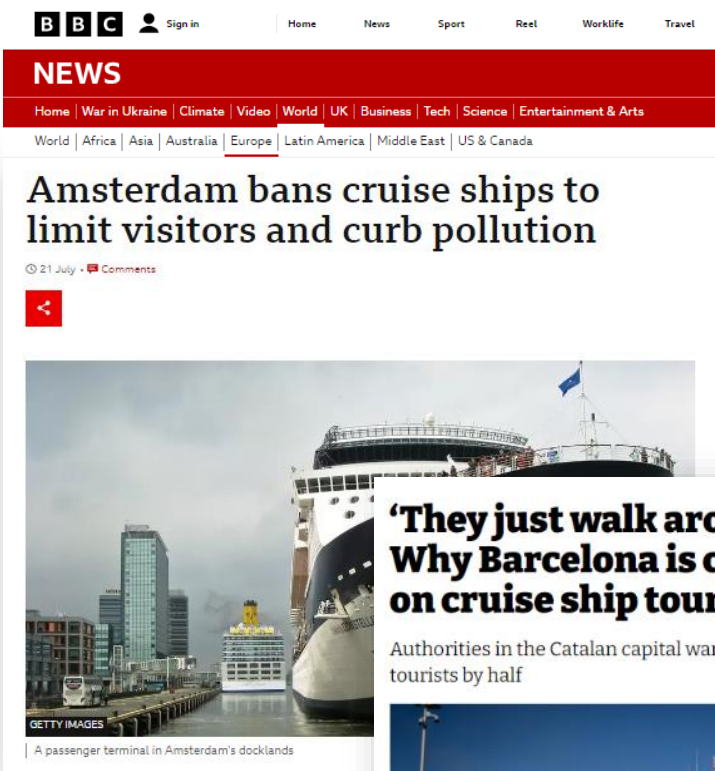 BBC Sign in Home News Sport Reel Worklife Travel
NEWS
Home War in Ukraine Climate Video World UK Business Tech Science Entertainment & Arts
World Africa Asia Australia Europe Latin America Middle East US & Canada
Amsterdam bans cruise ships to
limit visitors and curb pollution
21 July • Comments
GETTY IMAGES
A passenger terminal in Amsterdam's docklands
‘They just walk
Why Barcelona is
on cruise ship
Authorities in the Catalan capital
tourists by half